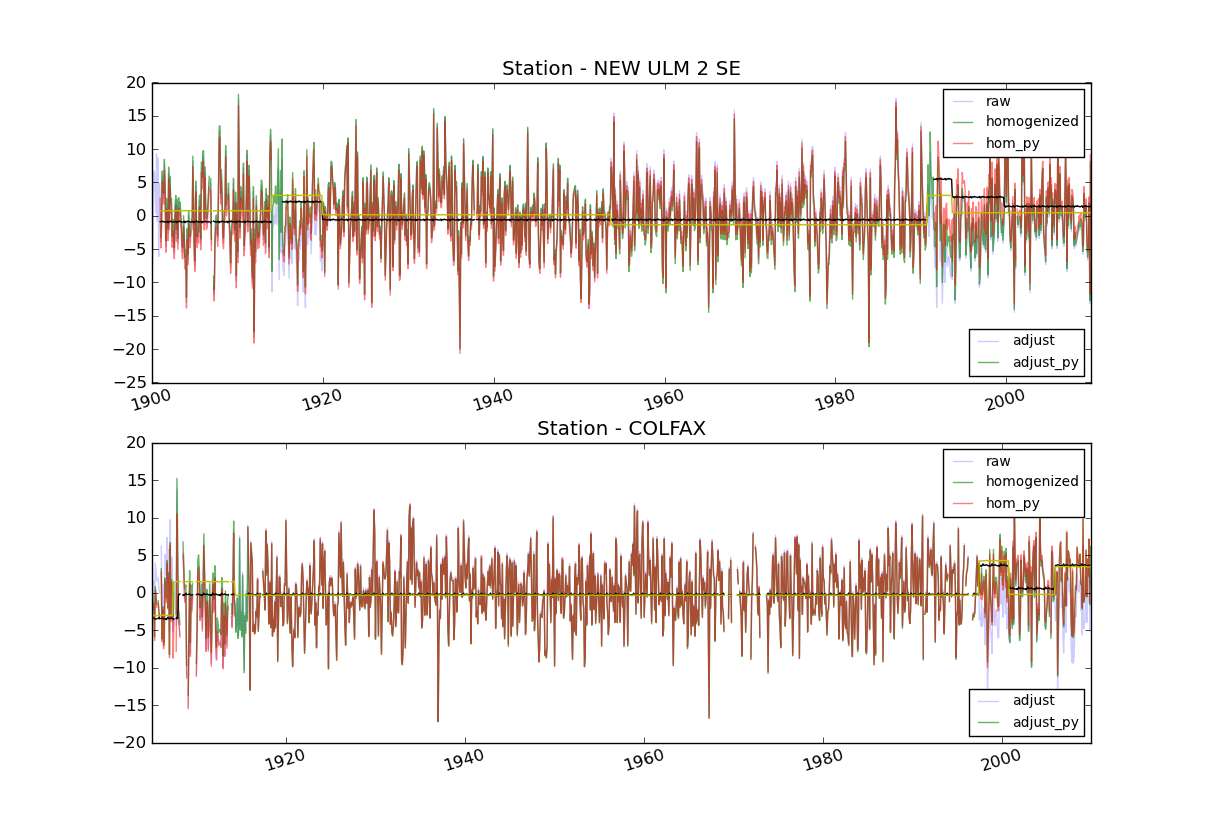 Station - NEW ULM 2 SE
20
15
10
5
0
−5
−10
−15
−20
−25
raw
homogenized
hom_py
adjust
adjust_py
1900
1920
1940
1960
1980
2000
Station - COLFAX
20
15
10
5
0
−5
−10
−15
−20
raw
homogenized
hom_py
adjust
adjust_py
1920
1940
1960
1980
2000